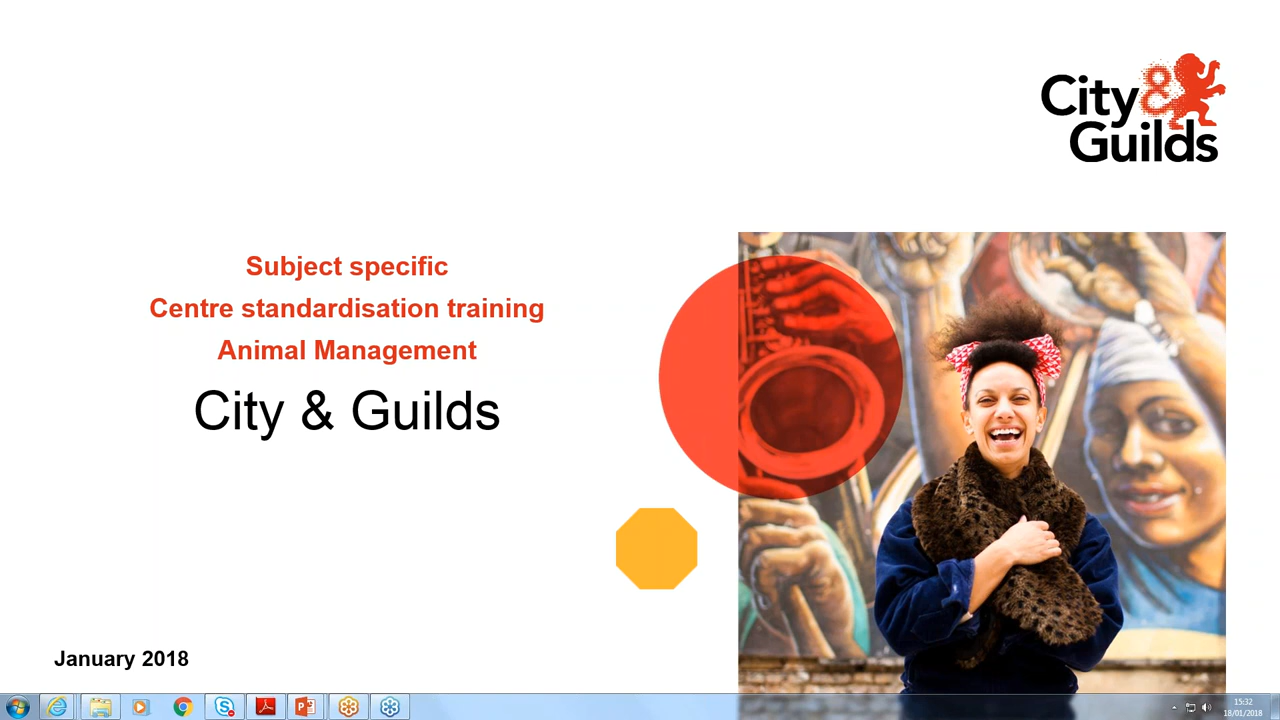 City &
Guilds
Subject specific
Centre standardisation training
Animal Management
City & Guilds
January 2018
15:32
18/01/2018